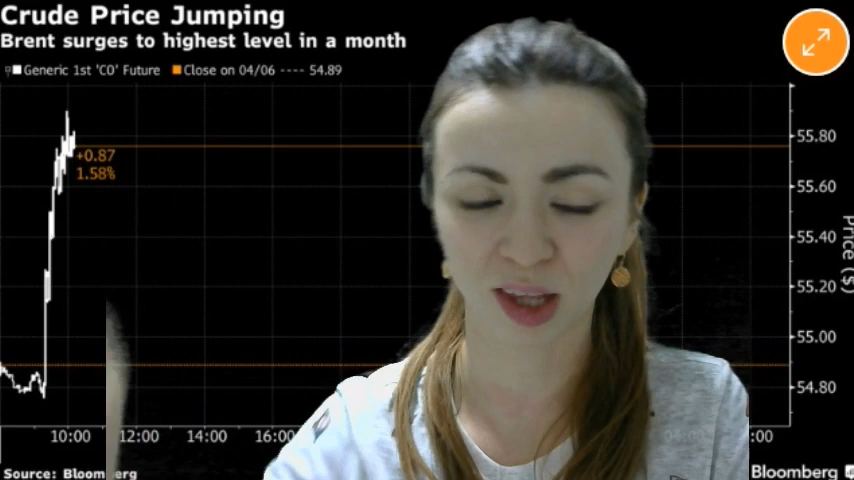 Crude Price Jumping
Brent surges to highest level in a month
Generic 1st 'CO' Future Close on 04/06 ---- 54.89
+0.87
1.58%
55.80
55.60
55.40
55.20
55.00
54.80
Price ($)
10:00 12:00 14:00 16:00 :00
Source: Bloomberg
Bloomberg